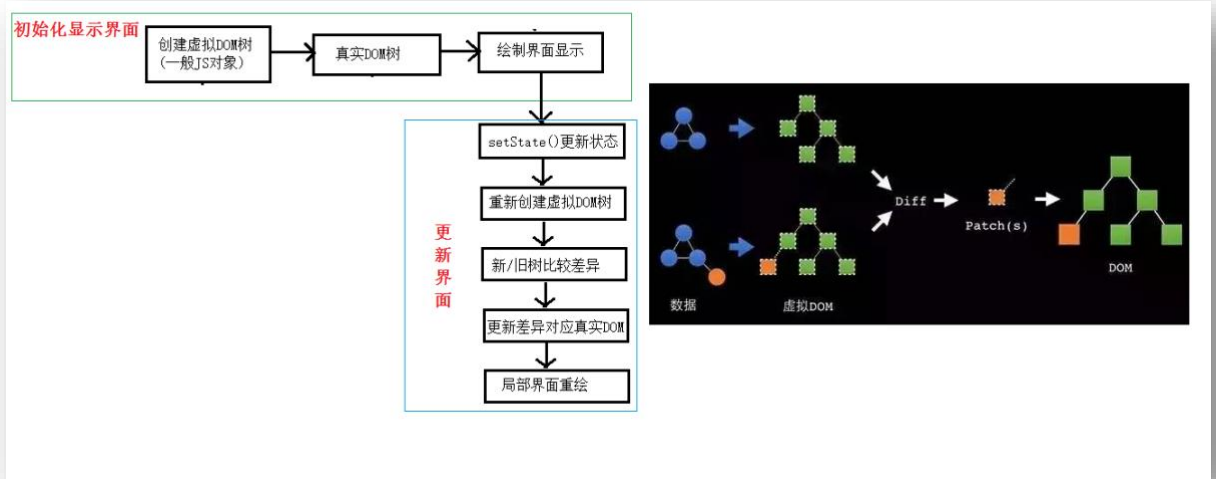 初始化显示界面
创建虚拟DOM树
(一般JS对象)
真实DOM树
绘制界面显示
setState()更新状态
重新创建虚拟DOM树
新/旧树比较差异
更新差异对应真实DOM
局部界面重绘
更
新
界
面
Diff
Patch(s)
DOM
数据
虚拟DOM